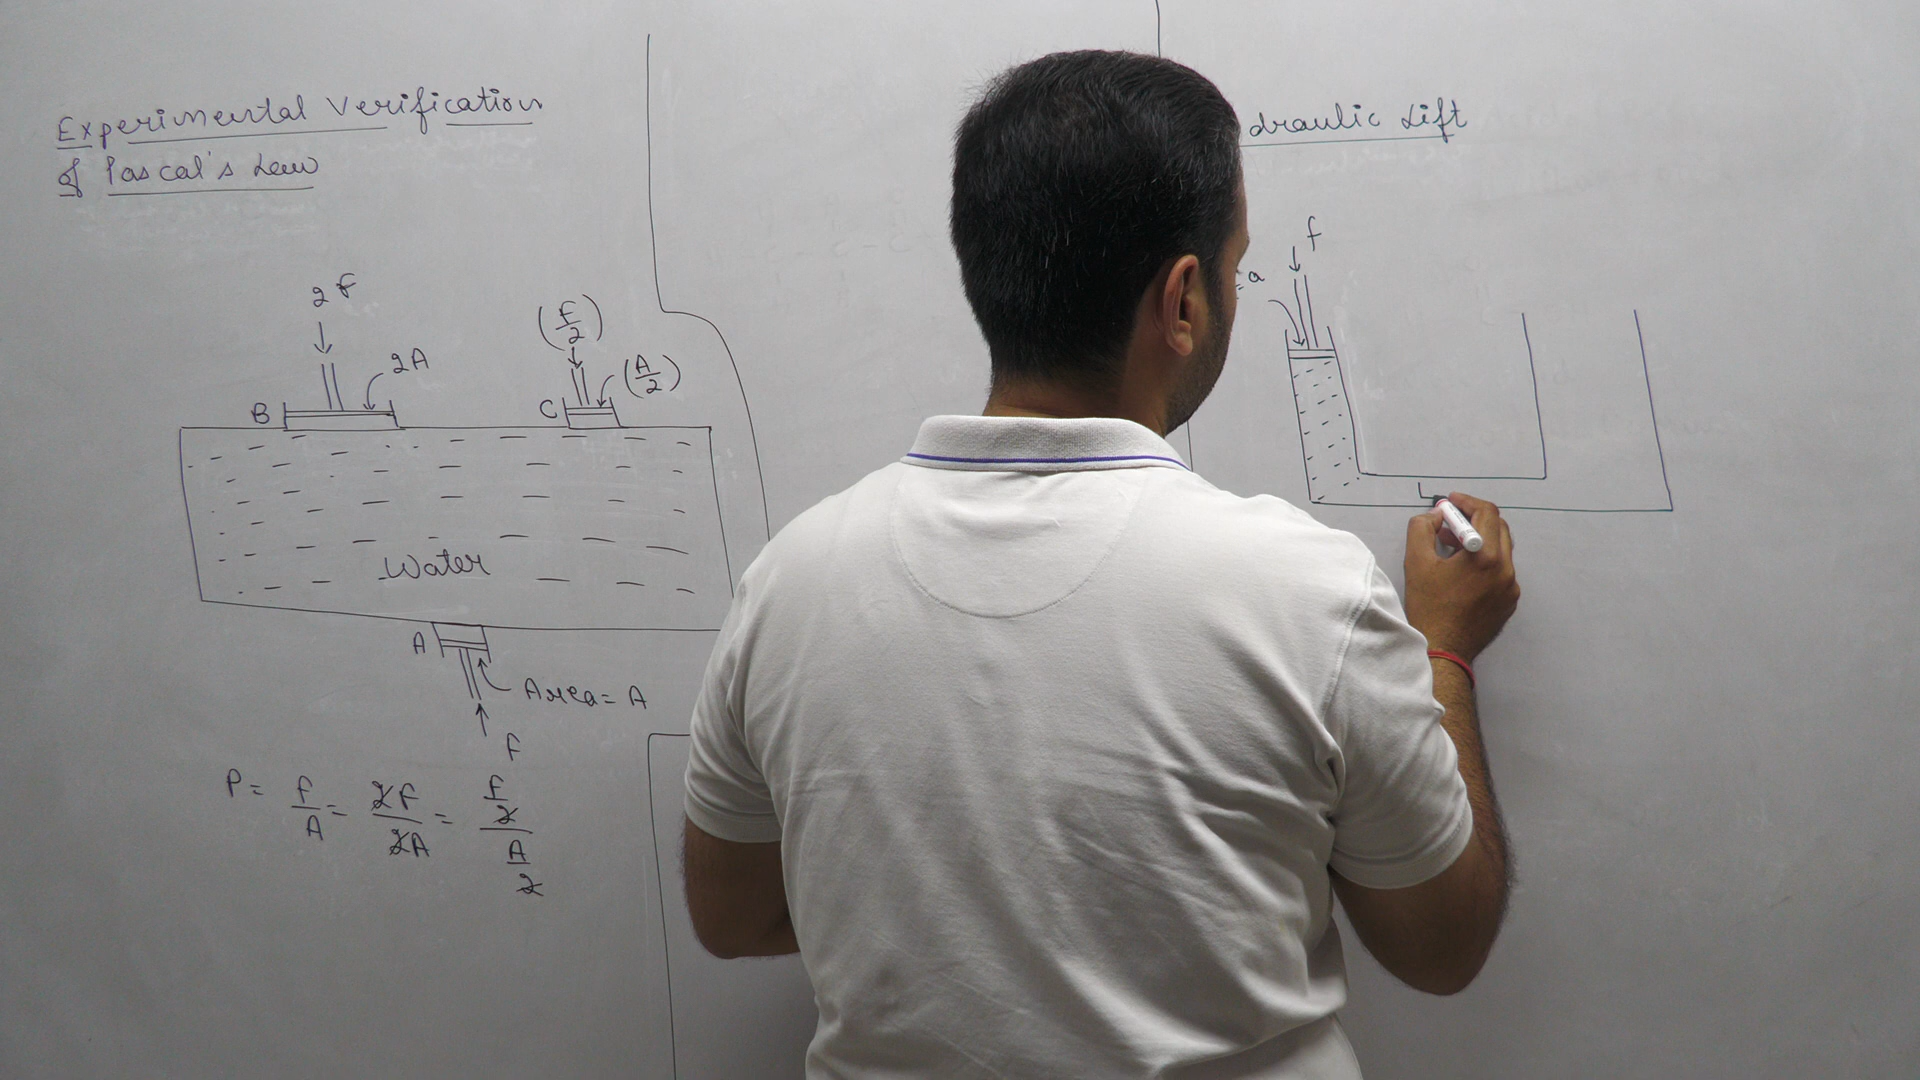 Experimental Verification
of Pascal's Law
2F
2A
B
(F/2)
(A/2)
C
Water
A
Area = A
F
P = F/A = 2F/2A = F/2/A/2
draulic Lift
f
= a